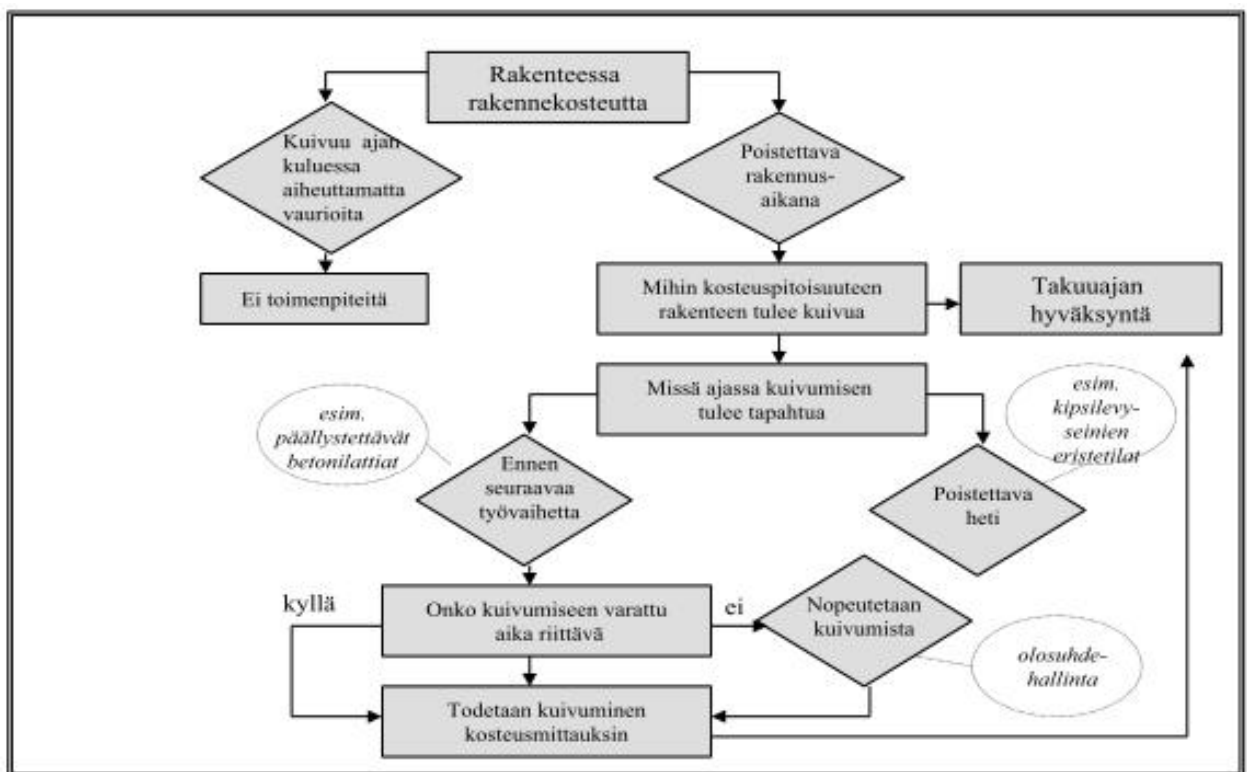 Rakenteessa
rakennekosteutta
Kuivuu ajan
kuluessa
aiheuttamatta
vaurioita
Poistettava
rakennus-
aikana
Ei toimenpiteitä
Mihin kosteuspitoisuuteen
rakenteen tulee kuivua
Takuuajan
hyväksyntä
Missä ajassa kuivumisen
tulee tapahtua
esim.
päällystettävät
betonilattiat
esim.
kipsilevy-
seinien
eristetilat
Ennen
seuraavaa
työvaihetta
Poistettava
heti
kyllä
Onko kuivumiseen varattu
aika riittävä
ei
Nopeutetaan
kuivumista
olosuhde-
hallinta
Todetaan kuivuminen
kosteusmittauksin